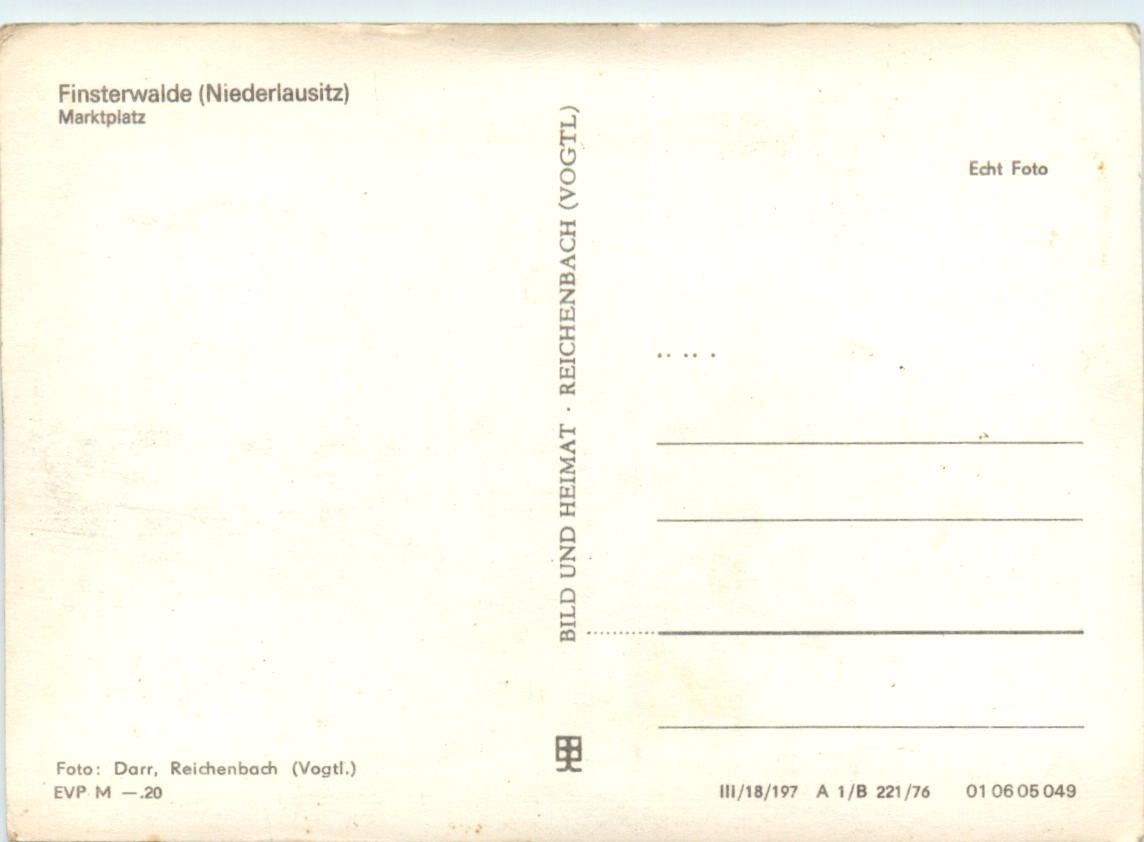 Finsterwalde (Niederlausitz)
Marktplatz
Echt Foto
BILD UND HEIMAT · REICHENBACH (VOGTL)
Foto: Darr, Reichenbach (Vogtl.)
EVP M —.20
III/18/197 A 1/B 221/76 01 06 05 049